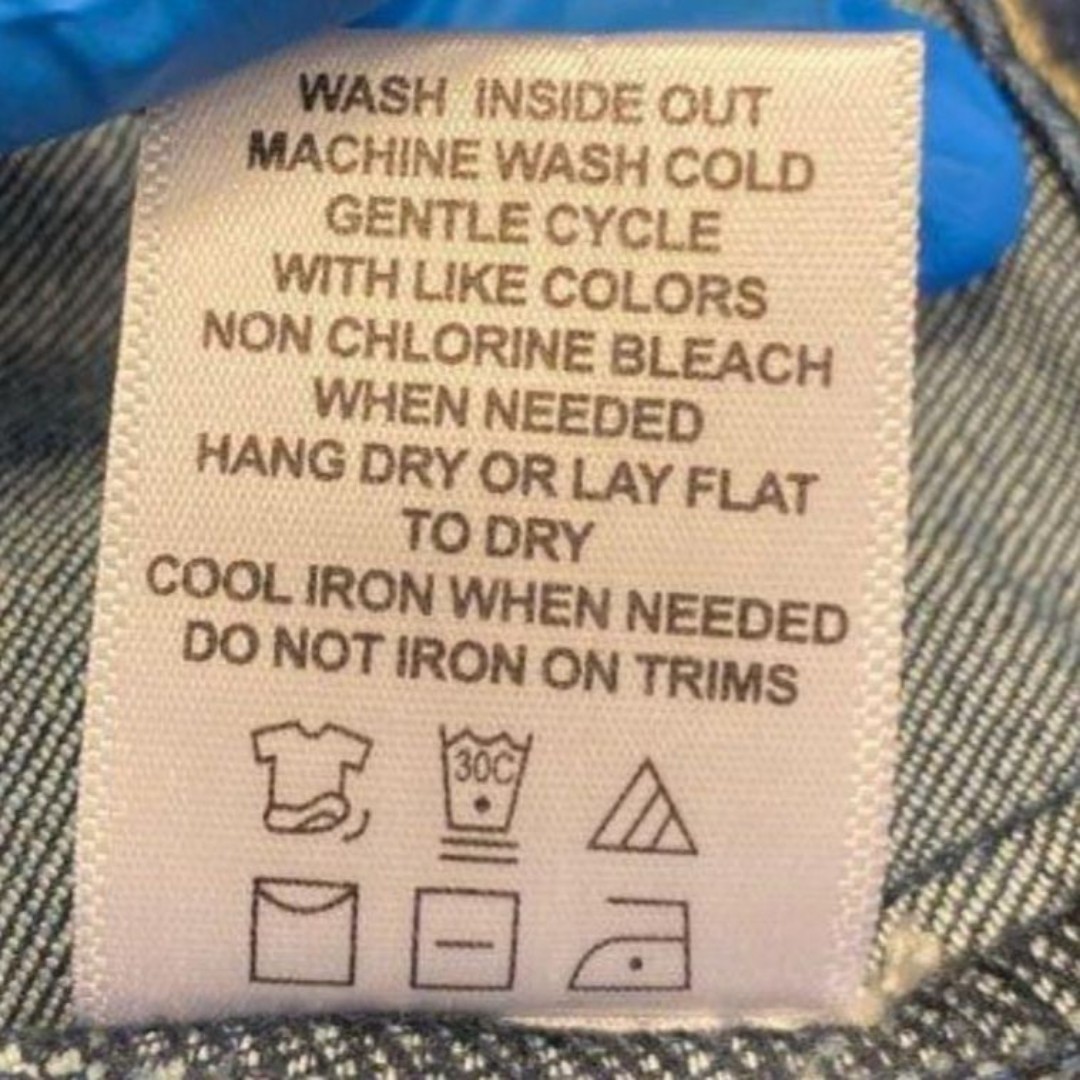 WASH INSIDE OUT
MACHINE WASH COLD
GENTLE CYCLE
WITH LIKE COLORS
NON CHLORINE BLEACH
WHEN NEEDED
HANG DRY OR LAY FLAT
TO DRY
COOL IRON WHEN NEEDED
DO NOT IRON ON TRIMS
30C